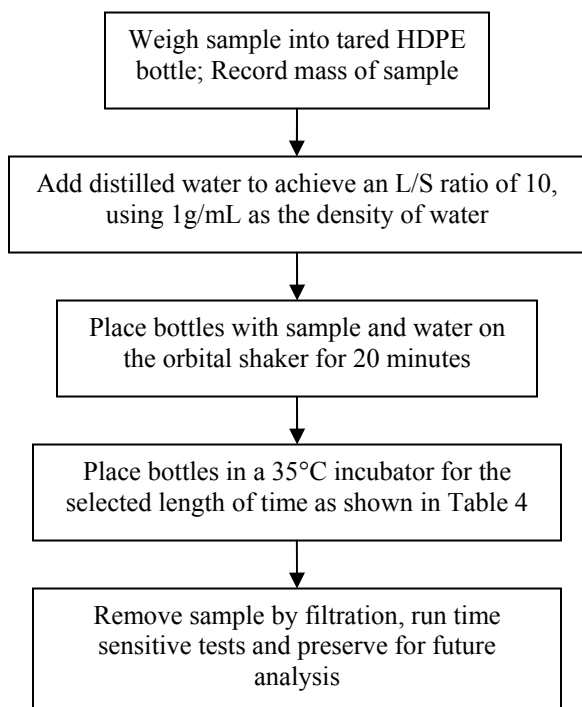 Weigh sample into tared HDPE
bottle; Record mass of sample
Add distilled water to achieve an L/S ratio of 10,
using 1g/mL as the density of water
Place bottles with sample and water on
the orbital shaker for 20 minutes
Place bottles in a 35°C incubator for the
selected length of time as shown in Table 4
Remove sample by filtration, run time
sensitive tests and preserve for future
analysis